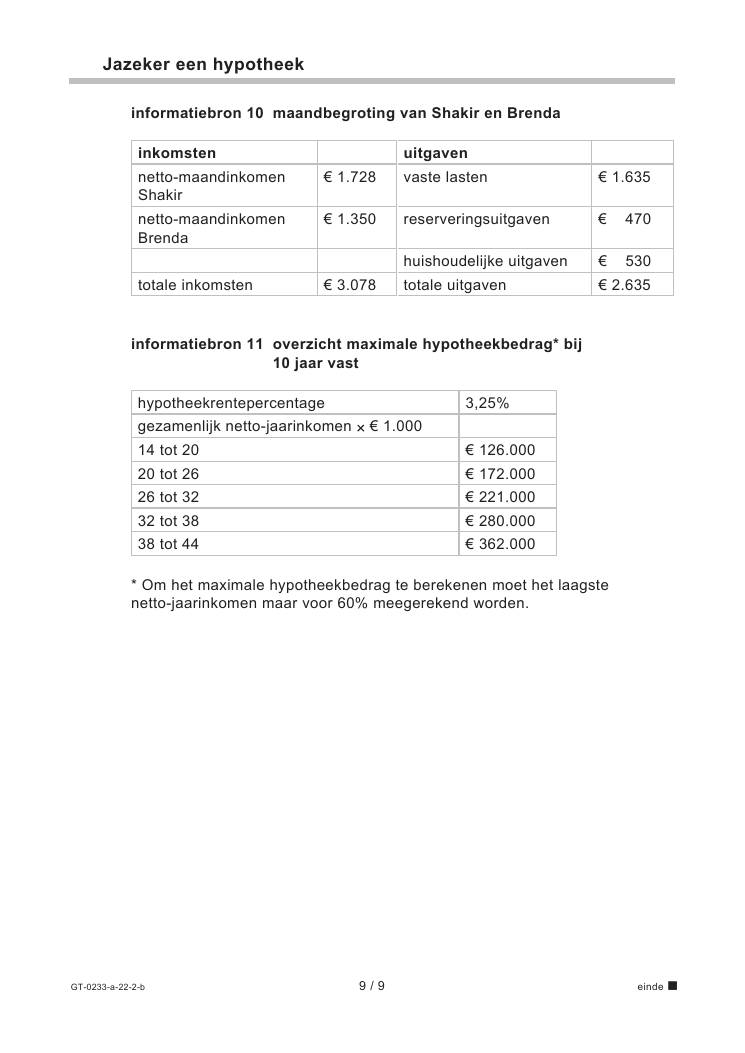 Jazeker een hypotheek
informatiebron 10 maandbegroting van Shakir en Brenda
inkomsten uitgaven
netto-maandinkomen Shakir € 1.728 vaste lasten € 1.635
netto-maandinkomen Brenda € 1.350 reserveringsuitgaven € 470
huishoudelijke uitgaven € 530
totale inkomsten € 3.078 totale uitgaven € 2.635
informatiebron 11 overzicht maximale hypotheekbedrag* bij
10 jaar vast
hypotheekrentepercentage 3,25%
gezamenlijk netto-jaarinkomen × € 1.000
14 tot 20 € 126.000
20 tot 26 € 172.000
26 tot 32 € 221.000
32 tot 38 € 280.000
38 tot 44 € 362.000
* Om het maximale hypotheekbedrag te berekenen moet het laagste
netto-jaarinkomen maar voor 60% meegerekend worden.
GT-0233-a-22-2-b 9 / 9 einde